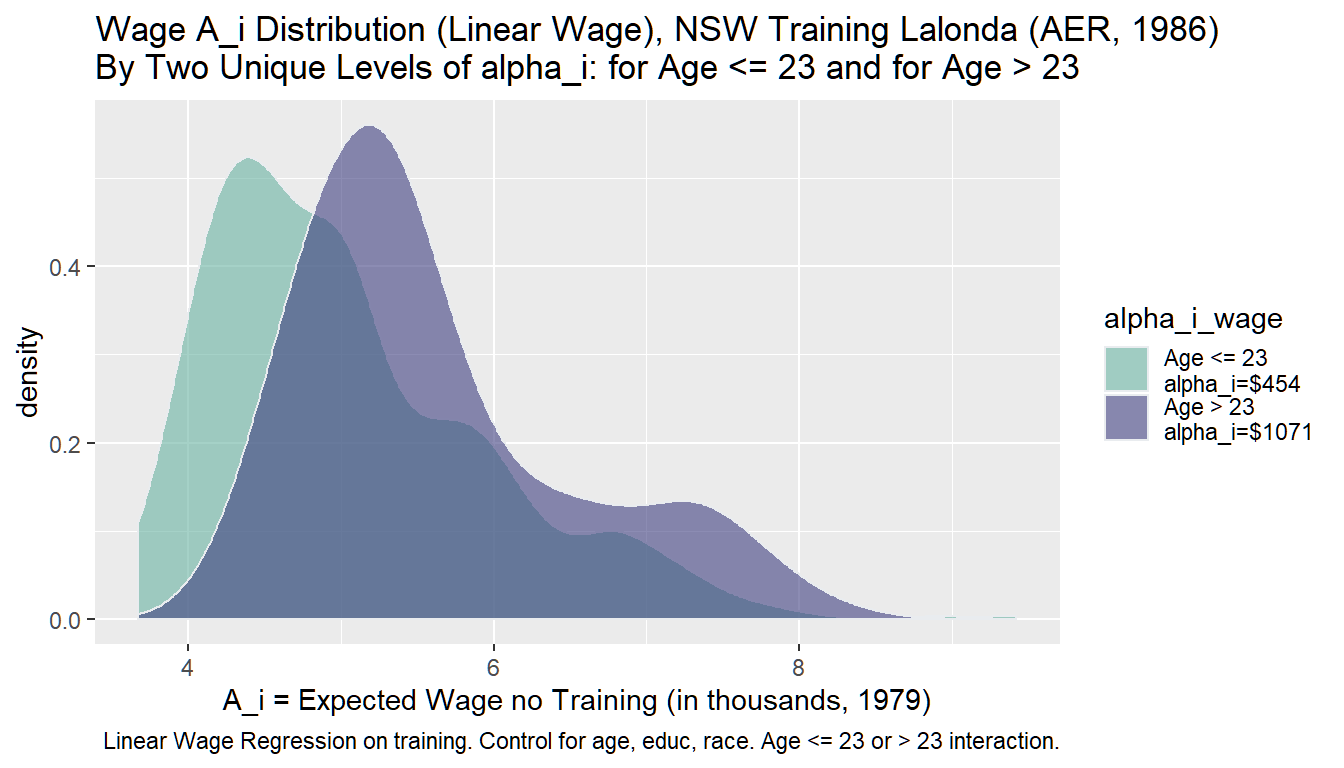 Wage A_i Distribution (Linear Wage), NSW Training Lalonda (AER, 1986)
By Two Unique Levels of alpha_i: for Age <= 23 and for Age > 23
density
0.4
0.2
0.0
4
6
8
A_i = Expected Wage no Training (in thousands, 1979)
Linear Wage Regression on training. Control for age, educ, race. Age <= 23 or > 23 interaction.
alpha_i_wage
Age <= 23
alpha_i=$454
Age > 23
alpha_i=$1071